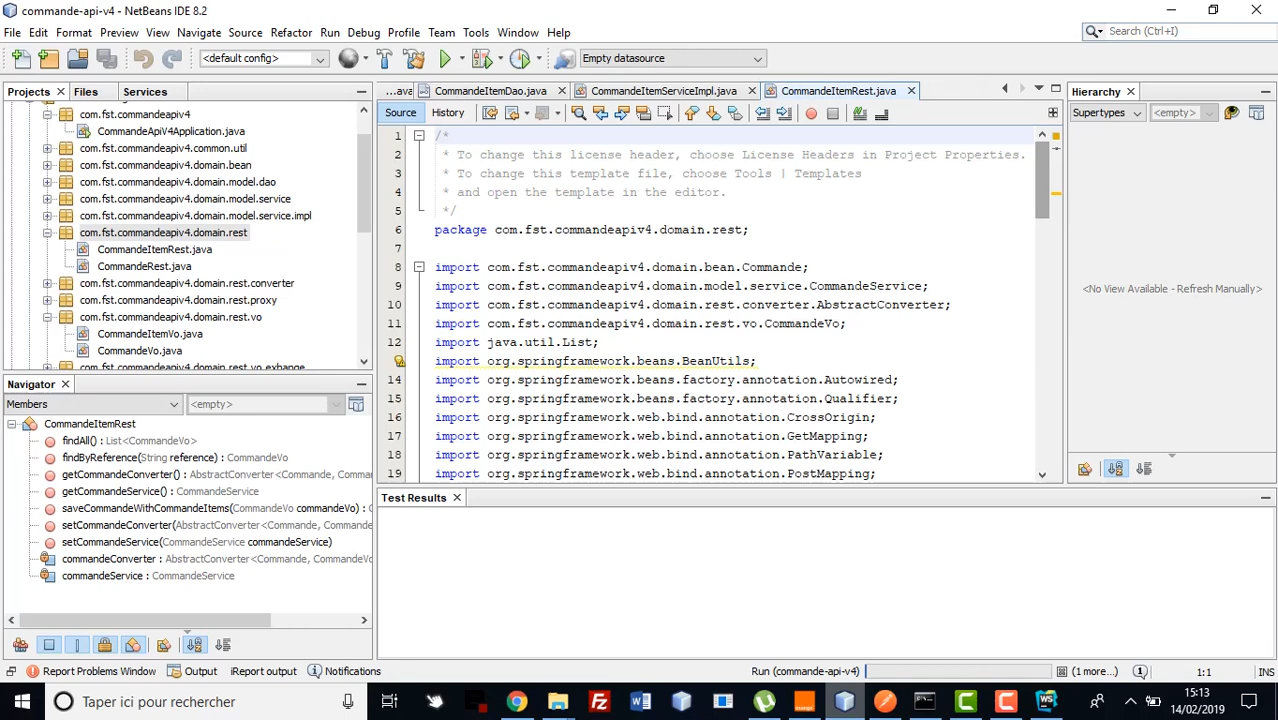 commande-api-v4 - NetBeans IDE 8.2
File Edit Format Preview View Navigate Source Refactor Run Debug Profile Team Tools Window Help
Search (Ctrl+I)
<default config>
Empty datasource
Projects Files Services
...ava CommandeItemDao.java CommandeItemServiceImpl.java CommandeItemRest.java
Hierarchy
Source History
Supertypes <empty>
com.fst.commandeapiv4
CommandeApiV4Application.java
com.fst.commandeapiv4.common.util
com.fst.commandeapiv4.domain.bean
com.fst.commandeapiv4.domain.model.dao
com.fst.commandeapiv4.domain.model.service
com.fst.commandeapiv4.domain.model.service.impl
com.fst.commandeapiv4.domain.rest
CommandeItemRest.java
CommandeRest.java
com.fst.commandeapiv4.domain.rest.converter
com.fst.commandeapiv4.domain.rest.proxy
com.fst.commandeapiv4.domain.rest.vo
CommandeItemVo.java
CommandeVo.java
com.fst.commandeapiv4.domain.rest.vo.exhange
1 /*
2 * To change this license header, choose License Headers in Project Properties.
3 * To change this template file, choose Tools | Templates
4 * and open the template in the editor.
5 */
6 package com.fst.commandeapiv4.domain.rest;
7
8 import com.fst.commandeapiv4.domain.bean.Commande;
9 import com.fst.commandeapiv4.domain.model.service.CommandeService;
10 import com.fst.commandeapiv4.domain.rest.converter.AbstractConverter;
11 import com.fst.commandeapiv4.domain.rest.vo.CommandeVo;
12 import java.util.List;
import org.springframework.beans.BeanUtils;
14 import org.springframework.beans.factory.annotation.Autowired;
15 import org.springframework.beans.factory.annotation.Qualifier;
16 import org.springframework.web.bind.annotation.CrossOrigin;
17 import org.springframework.web.bind.annotation.GetMapping;
18 import org.springframework.web.bind.annotation.PathVariable;
19 import org.springframework.web.bind.annotation.PostMapping;
<No View Available - Refresh Manually>
Navigator
Members <empty>
CommandeItemRest
findAll() : List<CommandeVo>
findByReference(String reference) : CommandeVo
getCommandeConverter() : AbstractConverter<Commande, Comma
getCommandeService() : CommandeService
saveCommandeWithCommandeItems(CommandeVo commandeVo) : C
setCommandeConverter(AbstractConverter<Commande, Commande
setCommandeService(CommandeService commandeService)
commandeConverter : AbstractConverter<Commande, CommandeVo
commandeService : CommandeService
Test Results
Report Problems Window Output iReport output Notifications
Run (commande-api-v4)
(1 more...)
1:1
INS
Taper ici pour rechercher
15:13
14/02/2019